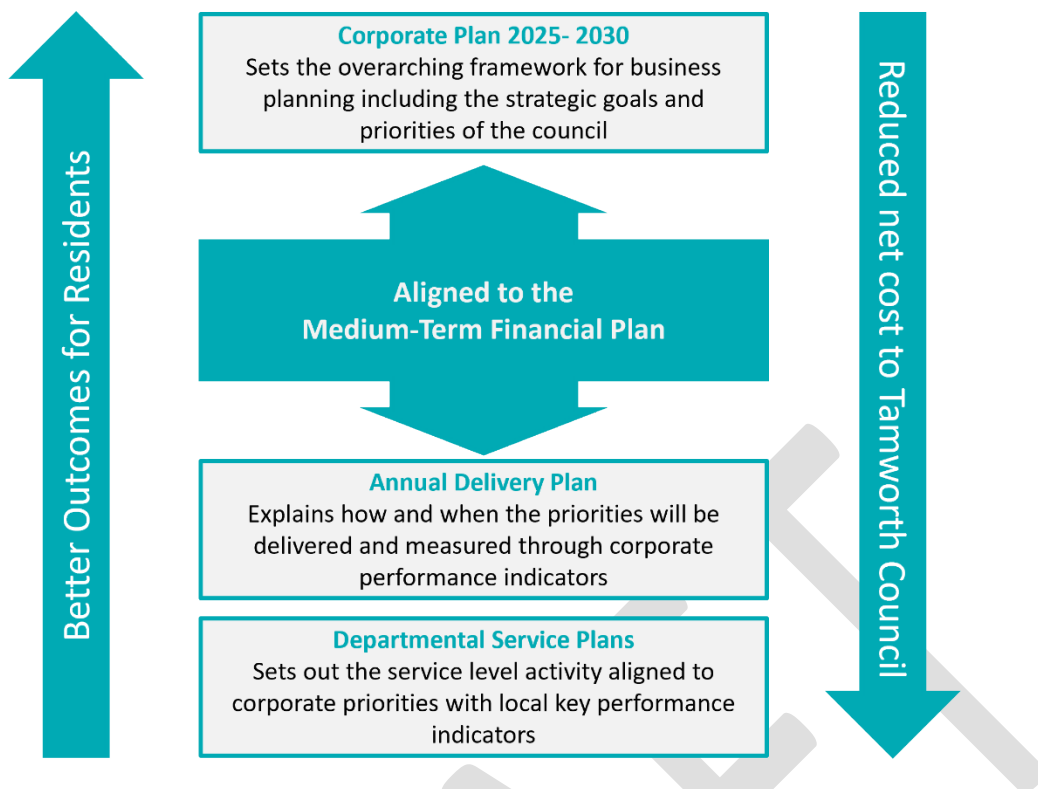 Better Outcomes for Residents
Corporate Plan 2025- 2030
Sets the overarching framework for business
planning including the strategic goals and
priorities of the council
Aligned to the
Medium-Term Financial Plan
Annual Delivery Plan
Explains how and when the priorities will be
delivered and measured through corporate
performance indicators
Departmental Service Plans
Sets out the service level activity aligned to
corporate priorities with local key performance
indicators
Reduced net cost to Tamworth Council